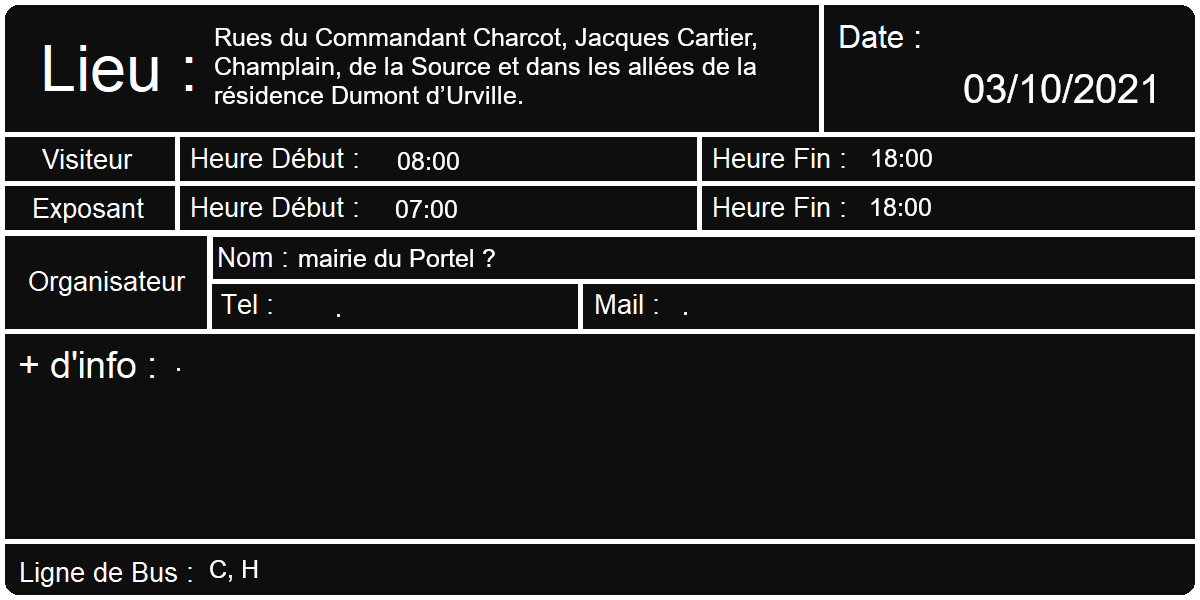 Lieu :
Rues du Commandant Charcot, Jacques Cartier,
Champlain, de la Source et dans les allées de la
résidence Dumont d’Urville.
Date :
03/10/2021
Visiteur
Heure Début : 08:00
Heure Fin : 18:00
Exposant
Heure Début : 07:00
Heure Fin : 18:00
Organisateur
Nom : mairie du Portel ?
Tel : .
Mail : .
+ d'info : .
Ligne de Bus : C, H